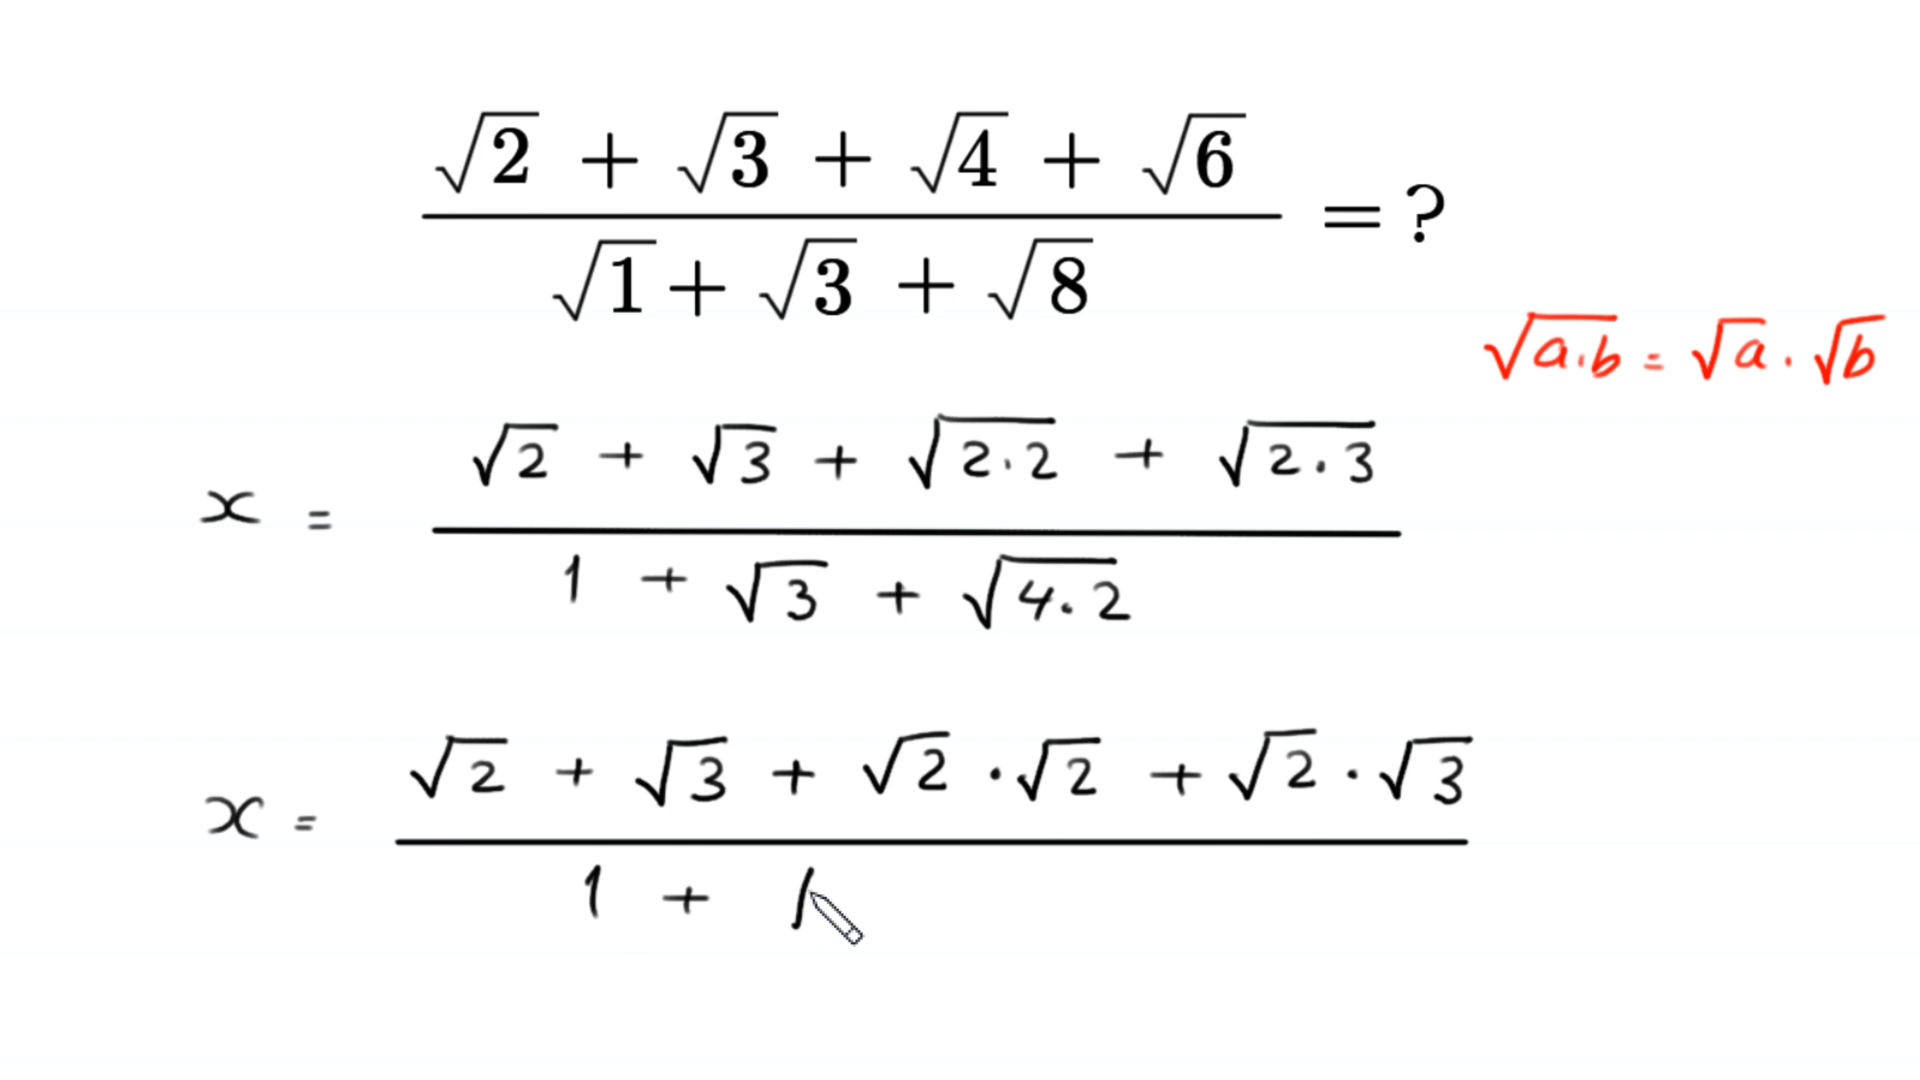 √2 + √3 + √4 + √6
= ?
√1 + √3 + √8
√a·b = √a · √b
√2 + √3 + √2·2 + √2·3
x =
1 + √3 + √4·2
√2 + √3 + √2 · √2 + √2 · √3
x =
1 +